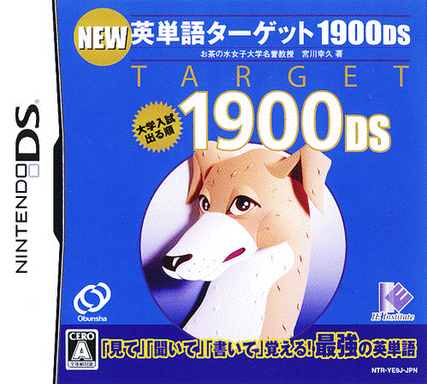 NEW
英単語ターゲット1900DS
お茶の水女子大学名誉教授 宮川幸久 著
TARGET
1900DS
大学入試
出る順
NINTENDO DS
Obunsha
IE Institute
CERO
A
「見て」「聞いて」「書いて」覚える!最強の英単語
NTR-YE9J-JPN